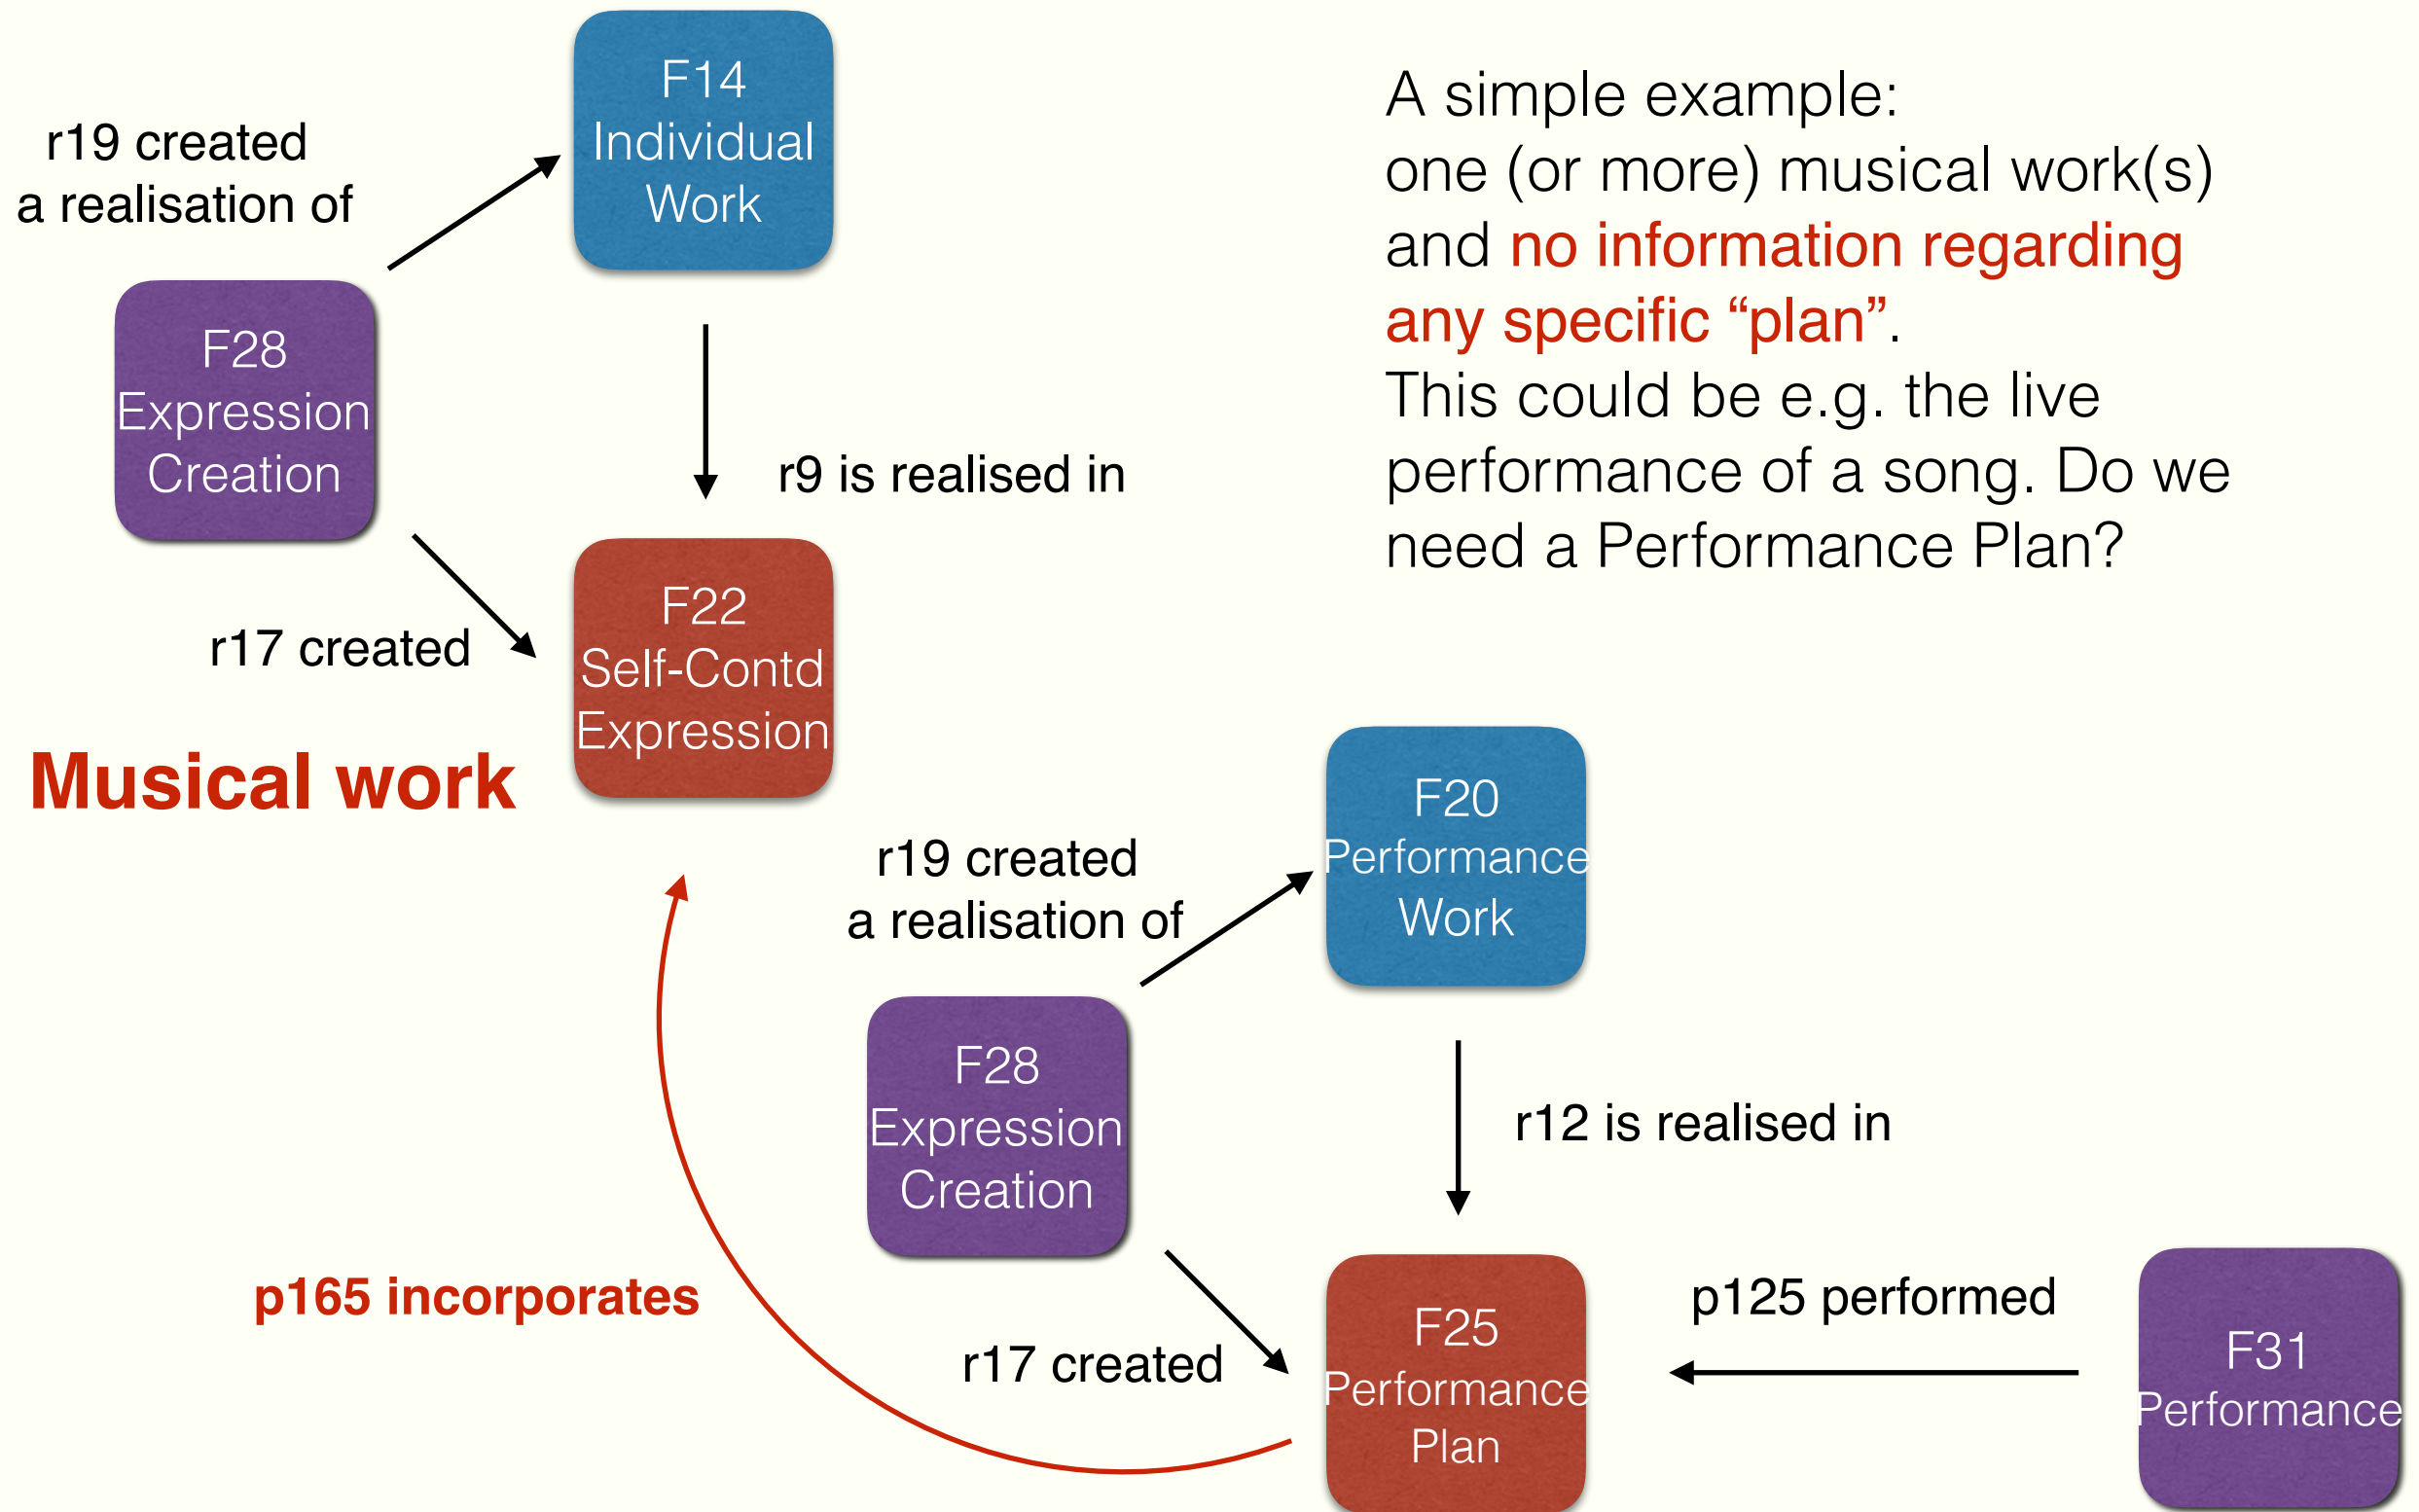 F14
Individual
Work
r19 created
a realisation of
F28
Expression
Creation
r9 is realised in
r17 created
F22
Self-Contd
Expression
Musical work
A simple example:
one (or more) musical work(s)
and no information regarding
any specific “plan”.
This could be e.g. the live
performance of a song. Do we
need a Performance Plan?
F20
Performance
Work
r19 created
a realisation of
F28
Expression
Creation
r12 is realised in
p165 incorporates
r17 created
F25
Performance
Plan
p125 performed
F31
Performance